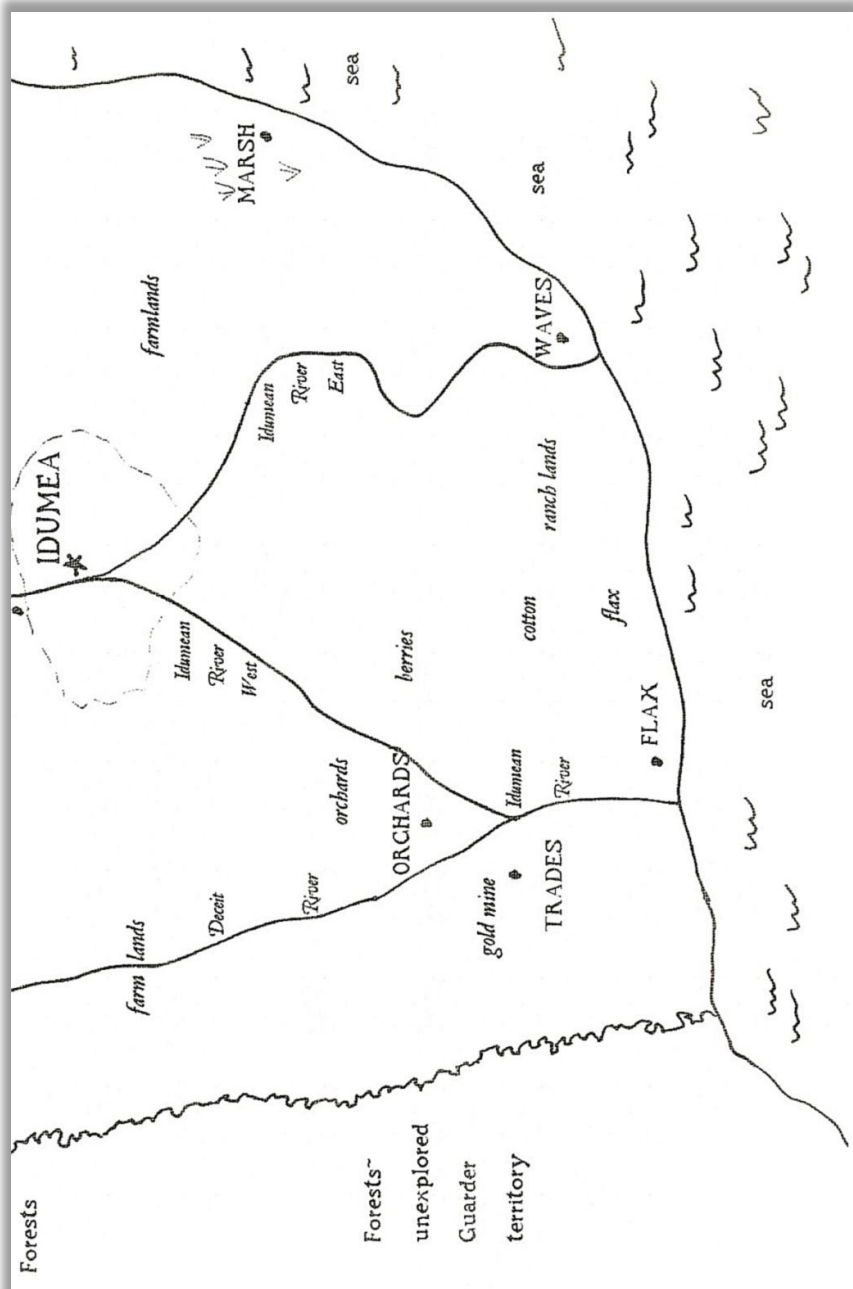 Forests
IDUMEA
farm lands
farmlands
Idumean
River
West
Deceit
River
MARSH
Idumean
River
East
orchards
sea
Forests~
unexplored
Guarder
territory
ORCHARDS
berries
gold mine
Idumean
River
cotton
sea
WAVES
ranch lands
TRADES
flax
FLAX
sea